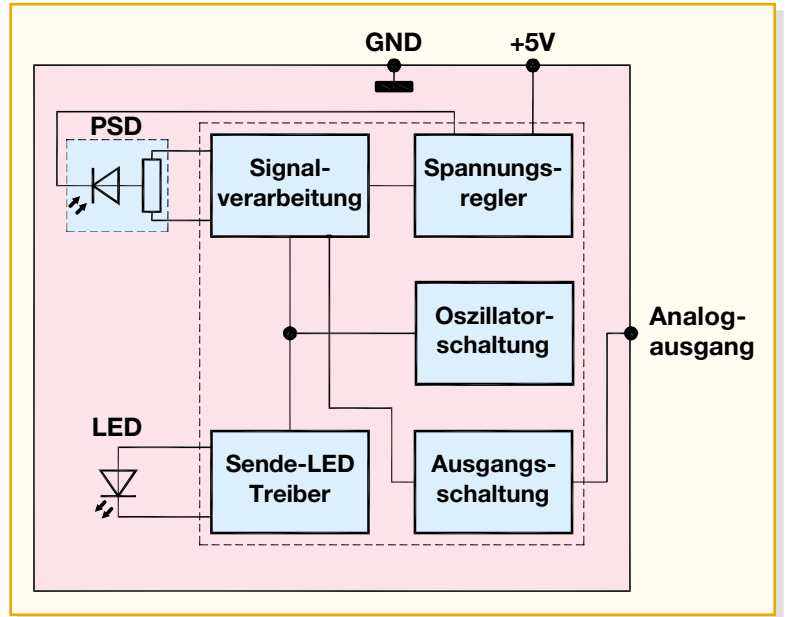 GND
+5V
PSD
Signal-
verarbeitung
Spannungs-
regler
Oszillator-
schaltung
Analog-
ausgang
LED
Sende-LED
Treiber
Ausgangs-
schaltung